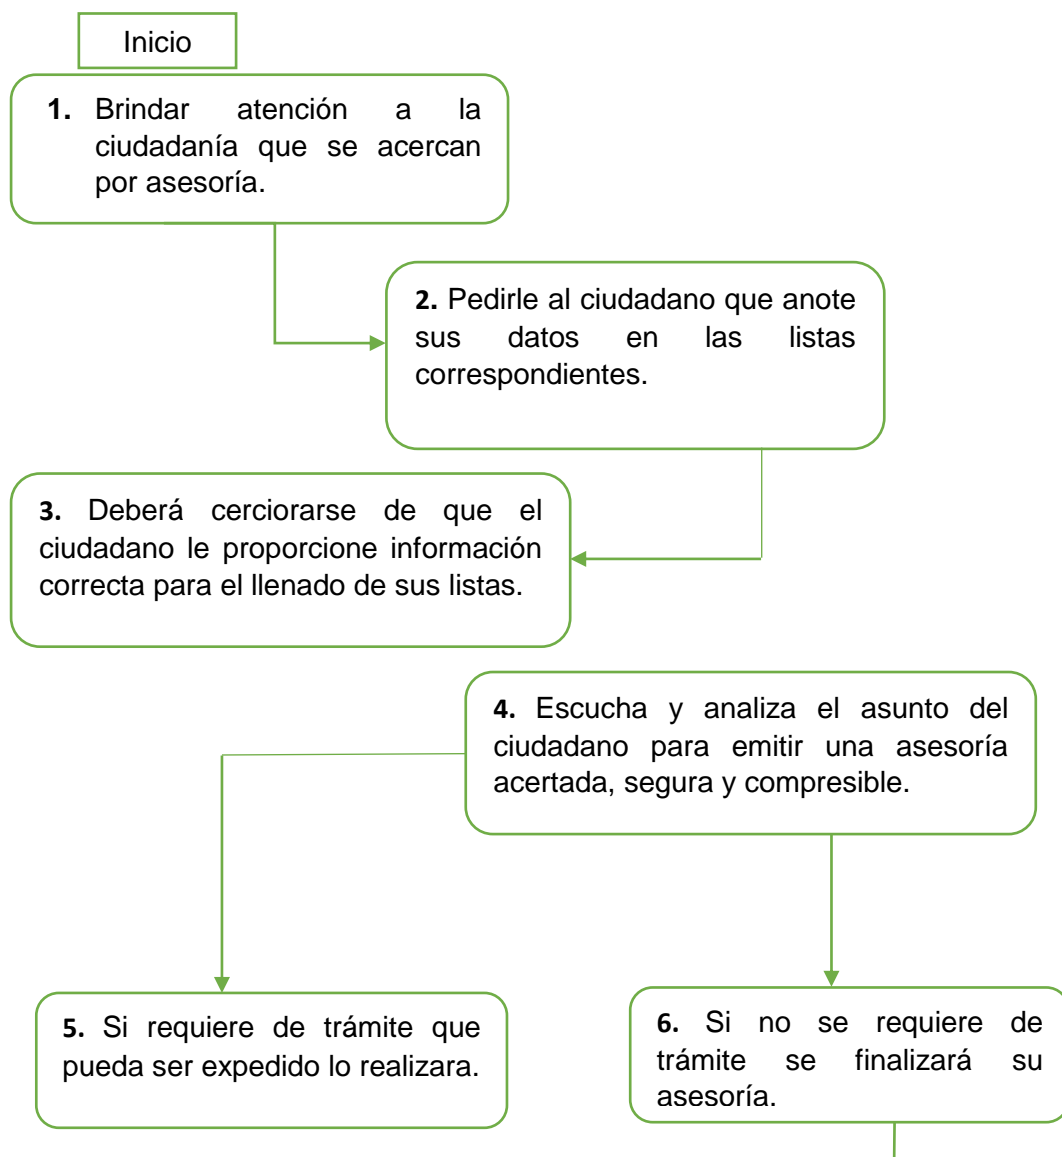 Inicio
1. Brindar atención a la
ciudadanía que se acercan
por asesoría.
2. Pedirle al ciudadano que anote
sus datos en las listas
correspondientes.
3. Deberá cerciorarse de que el
ciudadano le proporcione información
correcta para el llenado de sus listas.
4. Escucha y analiza el asunto del
ciudadano para emitir una asesoría
acertada, segura y compresible.
5. Si requiere de trámite que
pueda ser expedido lo realizara.
6. Si no se requiere de
trámite se finalizará su
asesoría.